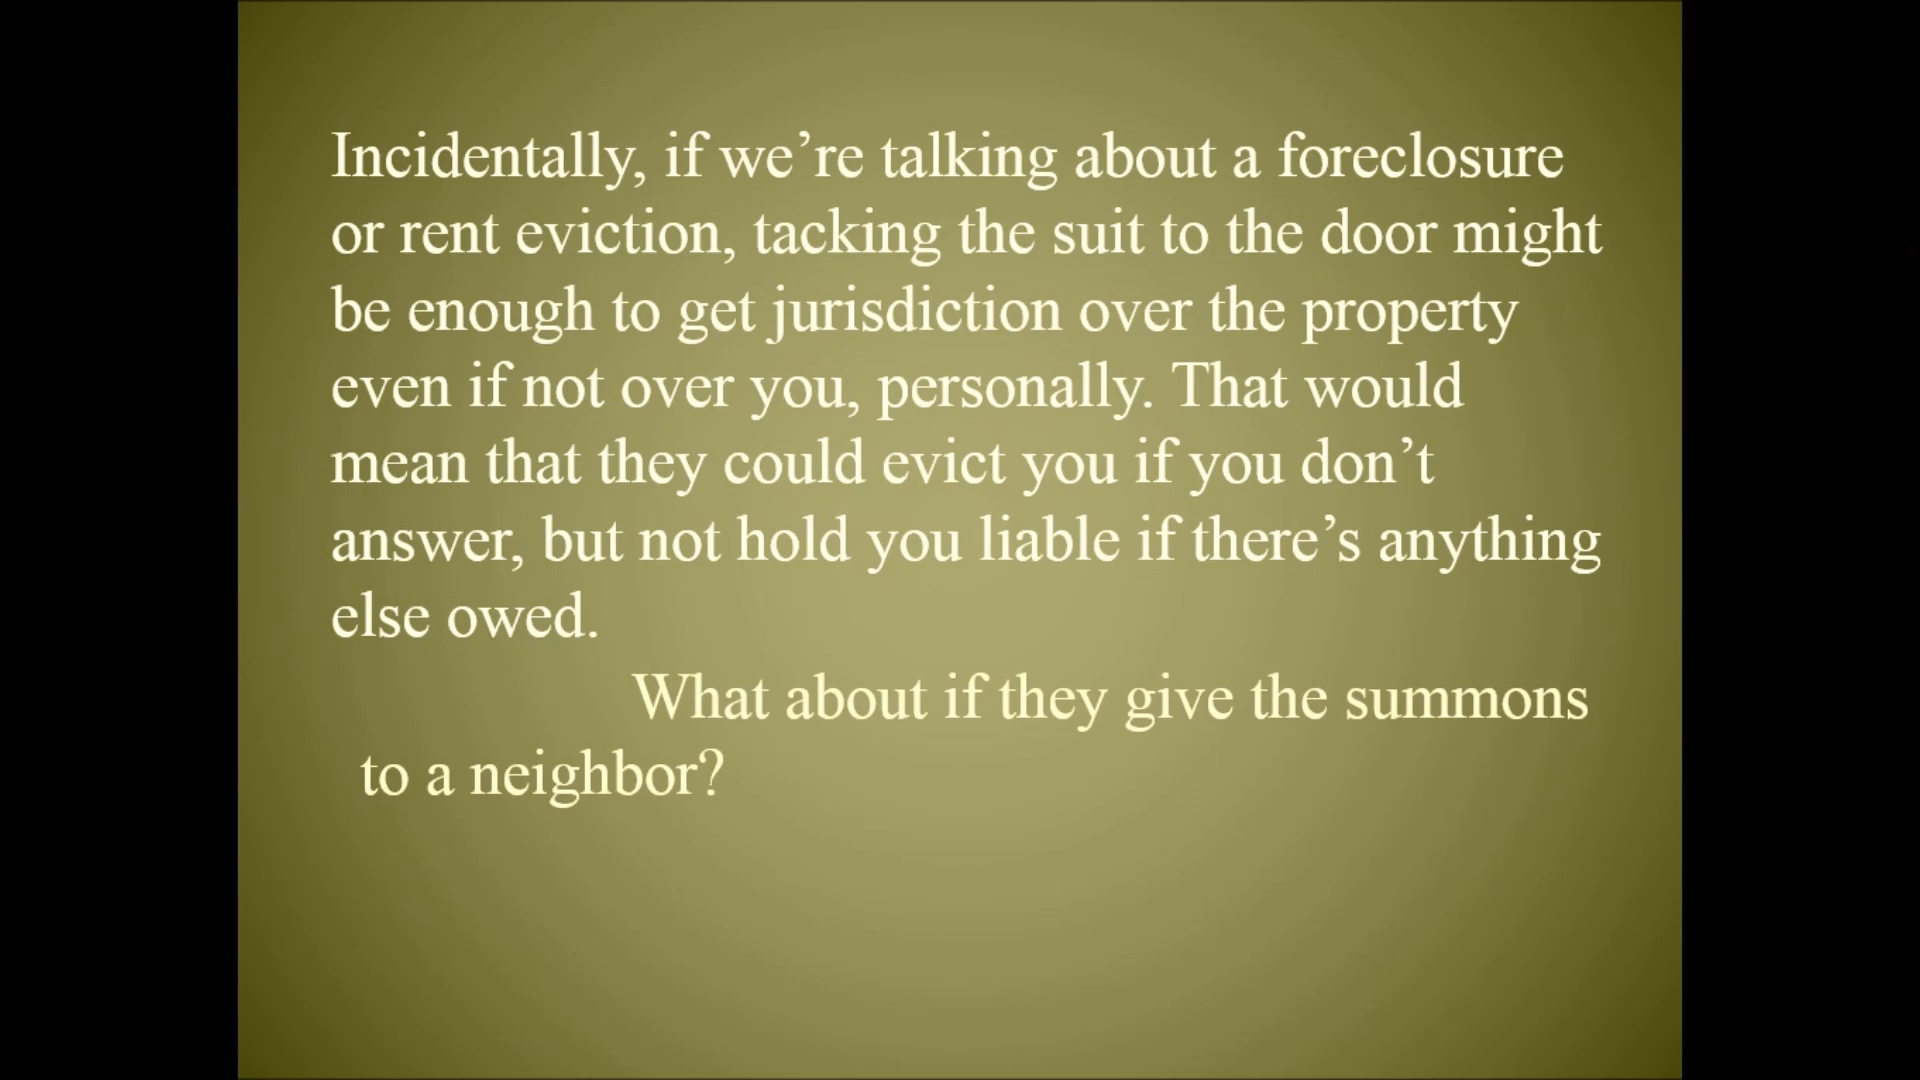 Incidentally, if we’re talking about a foreclosure
or rent eviction, tacking the suit to the door might
be enough to get jurisdiction over the property
even if not over you, personally. That would
mean that they could evict you if you don’t
answer, but not hold you liable if there’s anything
else owed.
What about if they give the summons
to a neighbor?